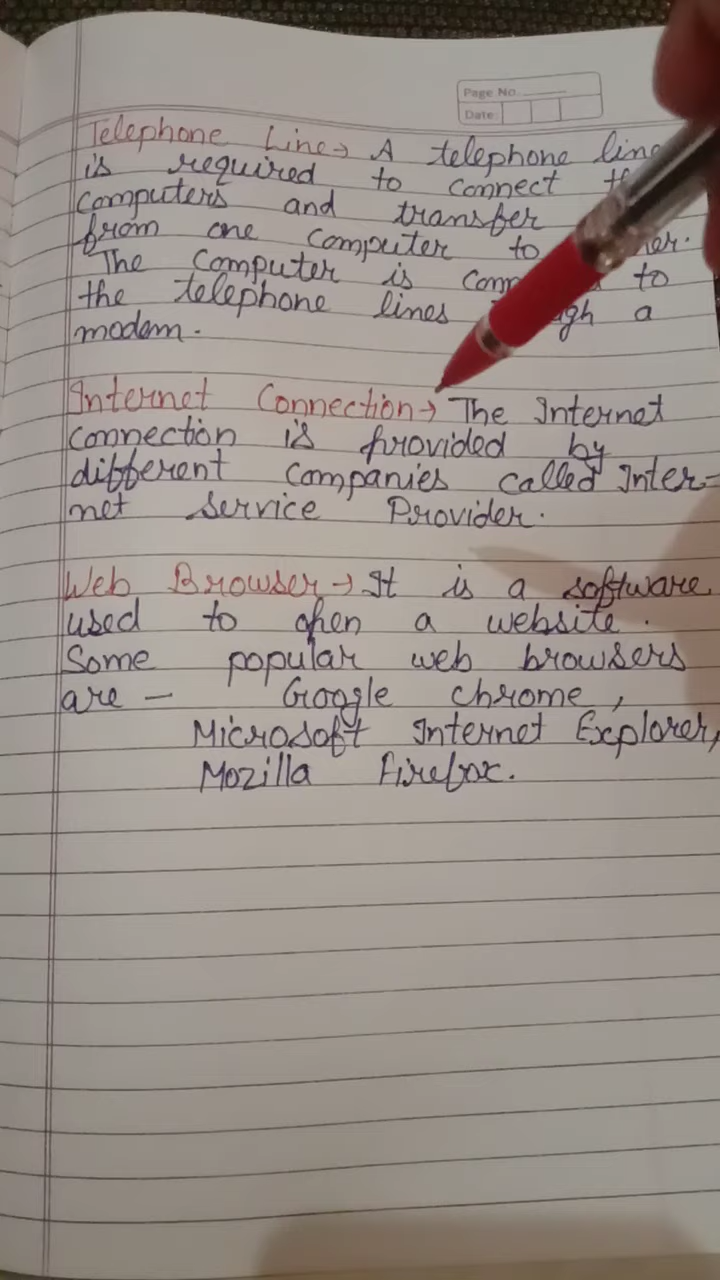 Page No.
Date:
Telephone Line → A telephone line
is required to connect
computers and transfer
from one computer to
The Computer is to
the telephone lines a
modem.
Internet Connection → The Internet
connection is provided by
different companies called Inter-
net service Provider.
Web Browser → It is a software
used to open a website.
Some popular web browsers
are — Google chrome,
Microsoft Internet Explorer,
Mozilla Firefox.